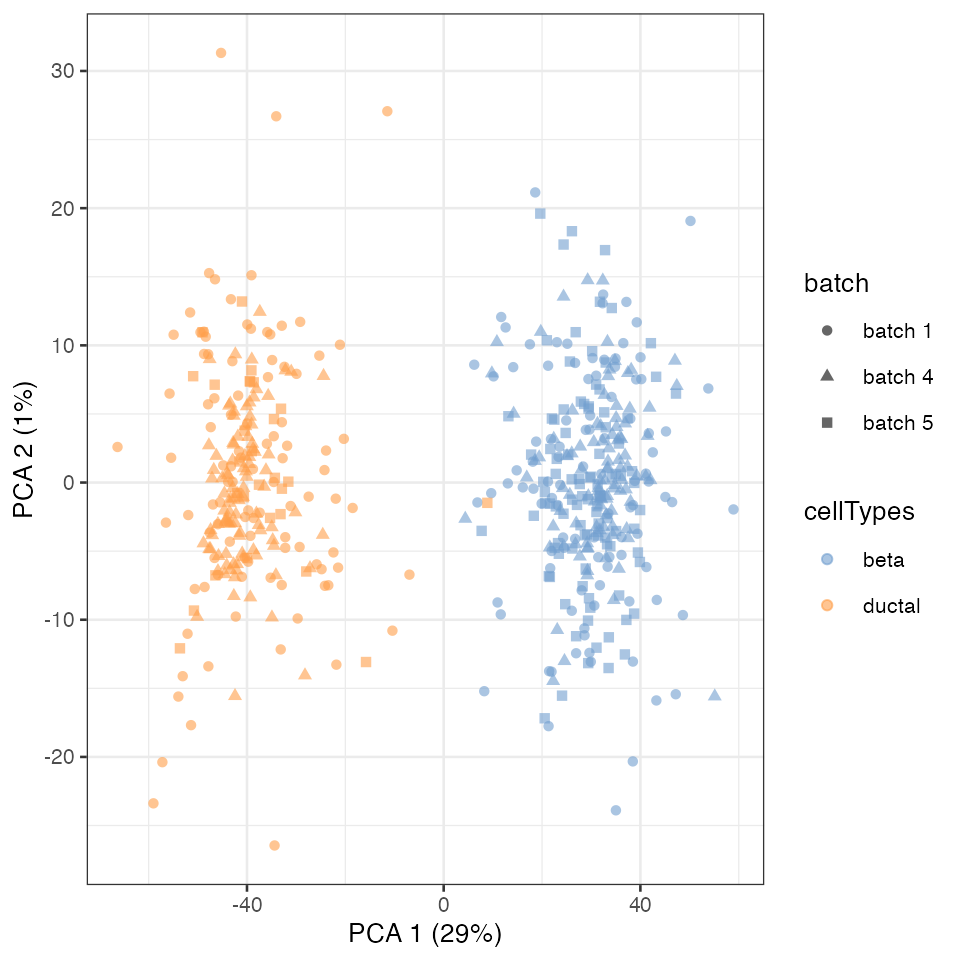 30
20
10
0
-10
-20
-40
0
40
PCA 1 (29%)
PCA 2 (1%)
batch
batch 1
batch 4
batch 5
cellTypes
beta
ductal